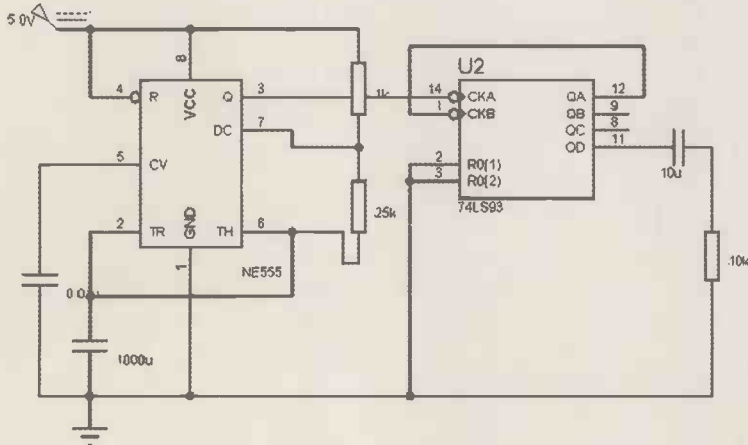 5.0V
8
4
R
VCC
Q
3
DC
7
1k
5
CV
2
TR
GND
TH
6
1
NE555
25k
1000u
U2
14
CKA
QA
12
1
CKB
QB
9
QC
8
QD
11
2
R0(1)
3
R0(2)
74LS93
10u
10k